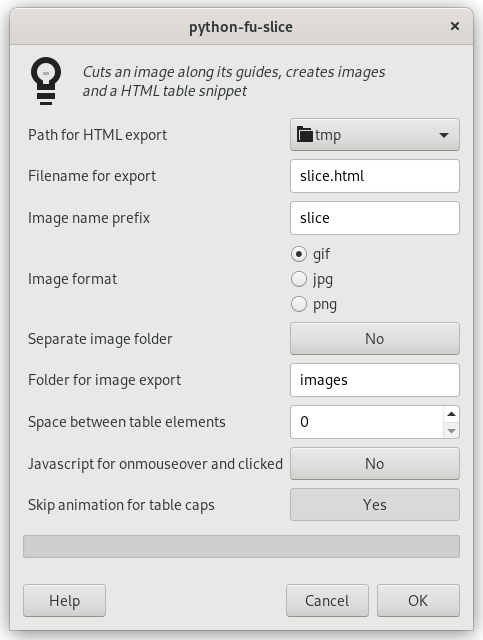 python-fu-slice
Cuts an image along its guides, creates images
and a HTML table snippet
Path for HTML export
tmp
Filename for export
slice.html
Image name prefix
slice
gif
Image format
jpg
png
Separate image folder
No
Folder for image export
images
Space between table elements
0
Javascript for onmouseover and clicked
No
Skip animation for table caps
Yes
Help
Cancel
OK